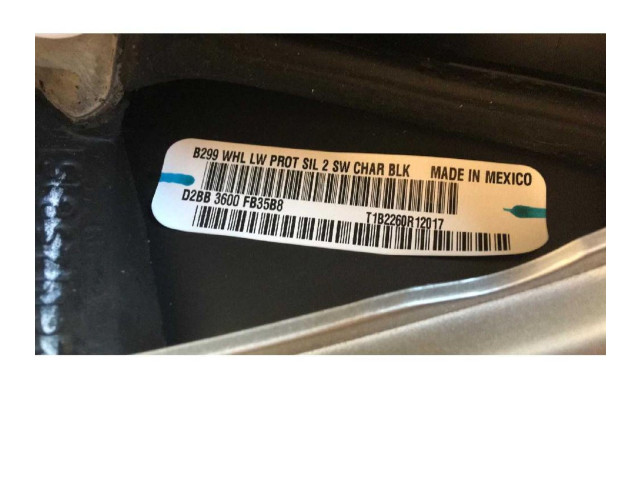 B299 WHL LW PROT SIL 2 SW CHAR BLK MADE IN MEXICO
D2BB 3600 FB35B8 T1B2260R12017